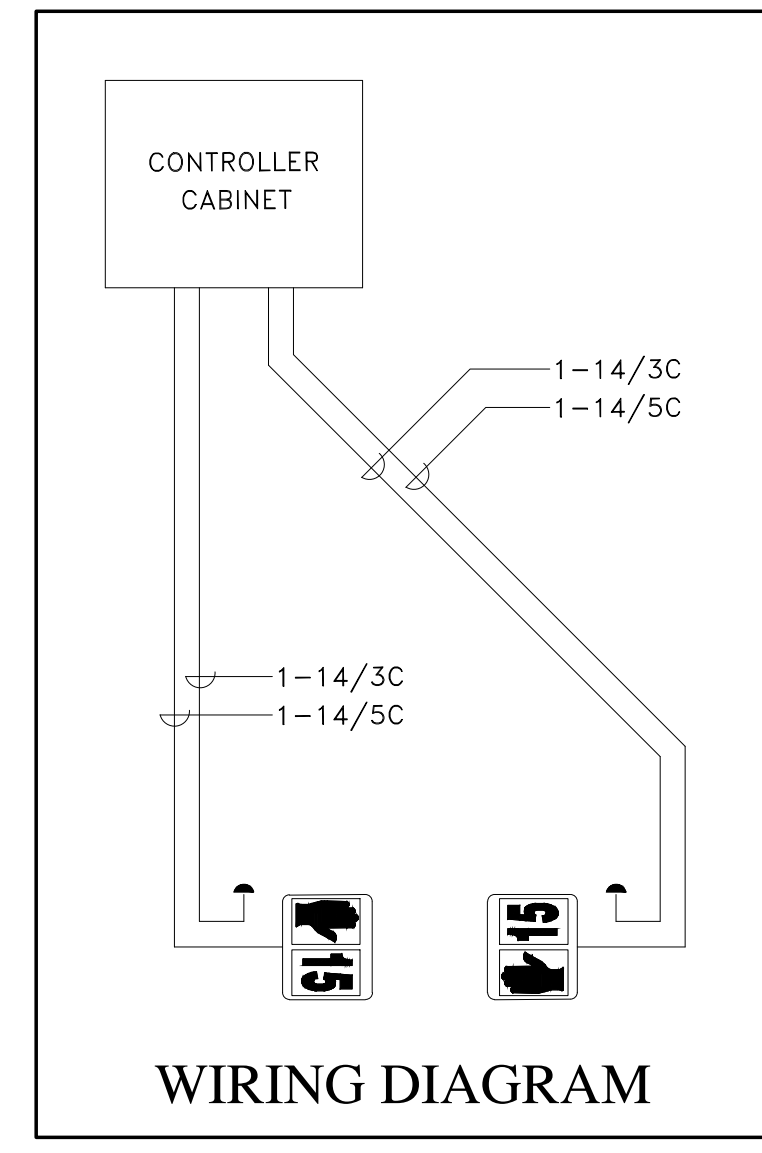 CONTROLLER
CABINET
1-14/3C
1-14/5C
1-14/3C
1-14/5C
15
15
WIRING DIAGRAM